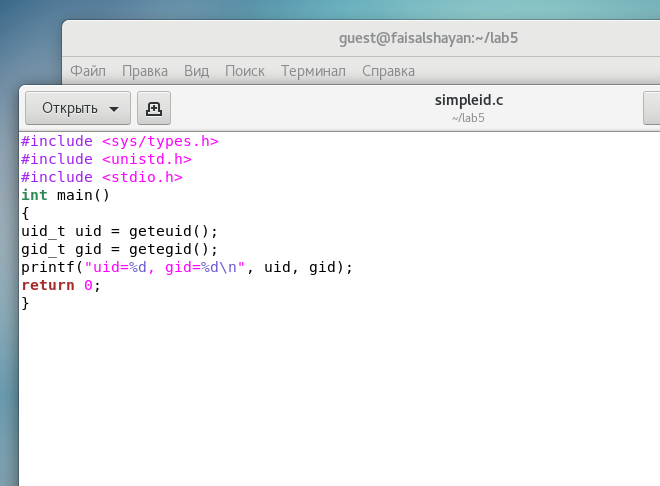 guest@faisalshayan:~/lab5
Файл Правка Вид Поиск Терминал Справка
Открыть
simpleid.c
~/lab5
#include <sys/types.h>
#include <unistd.h>
#include <stdio.h>
int main()
{
uid_t uid = geteuid();
gid_t gid = getegid();
printf("uid=%d, gid=%d\n", uid, gid);
return 0;
}